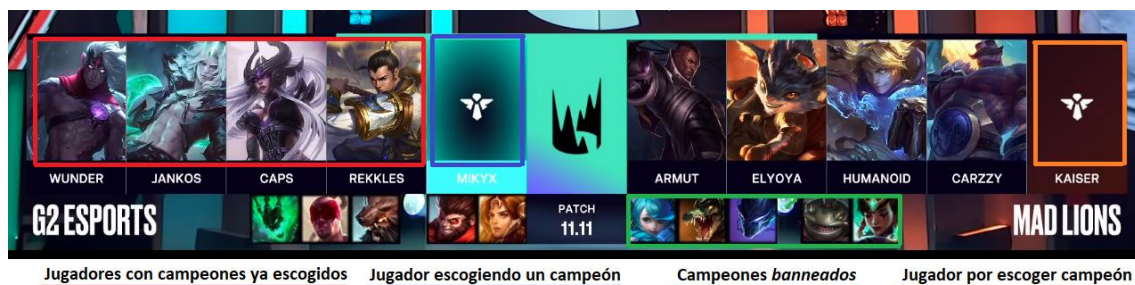 WUNDER JANKOS CAPS REKKLES MIKYX ARMUT ELYOYA HUMANOID CARZZY KAISER
G2 ESPORTS PATCH MAD LIONS
11.11
Jugadores con campeones ya escogidos Jugador escogiendo un campeón Campeones banneados Jugador por escoger campeón